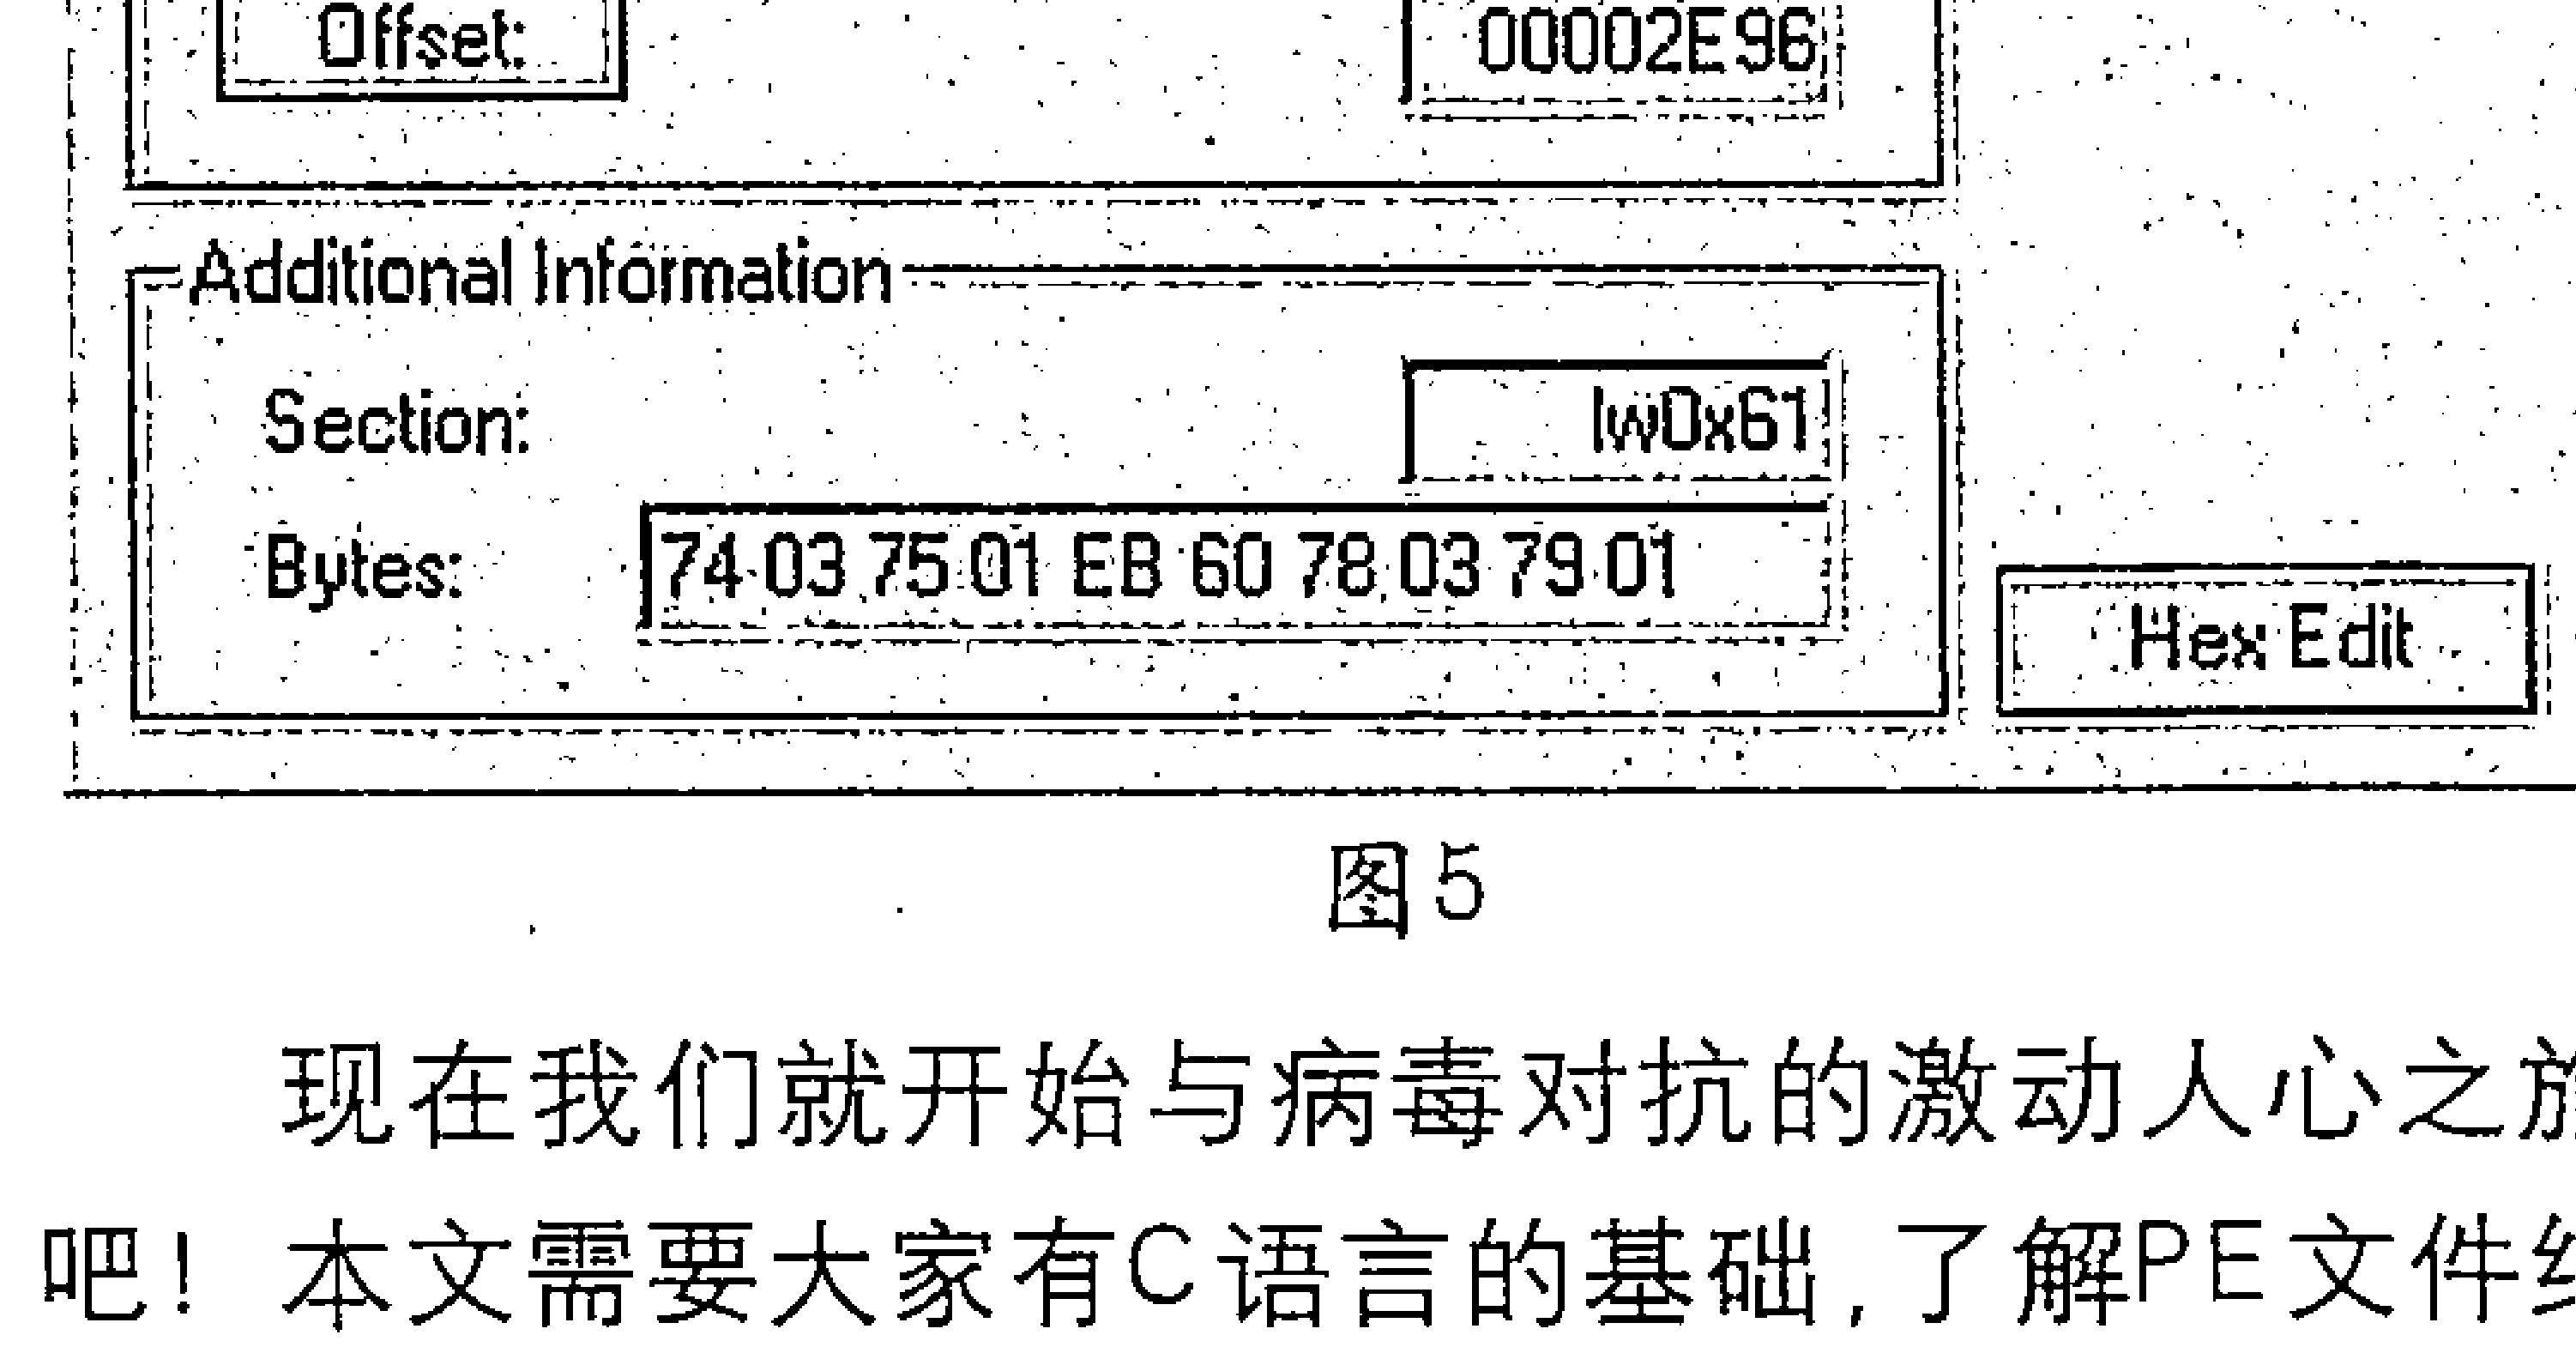 Offset: 00002E96
Additional Information
Section: lw0x61
Bytes: 74 03 75 01 EB 60 78 03 79 01
Hex Edit
图5
现在我们就开始与病毒对抗的激动人心之
吧！本文需要大家有C语言的基础，了解PE文件